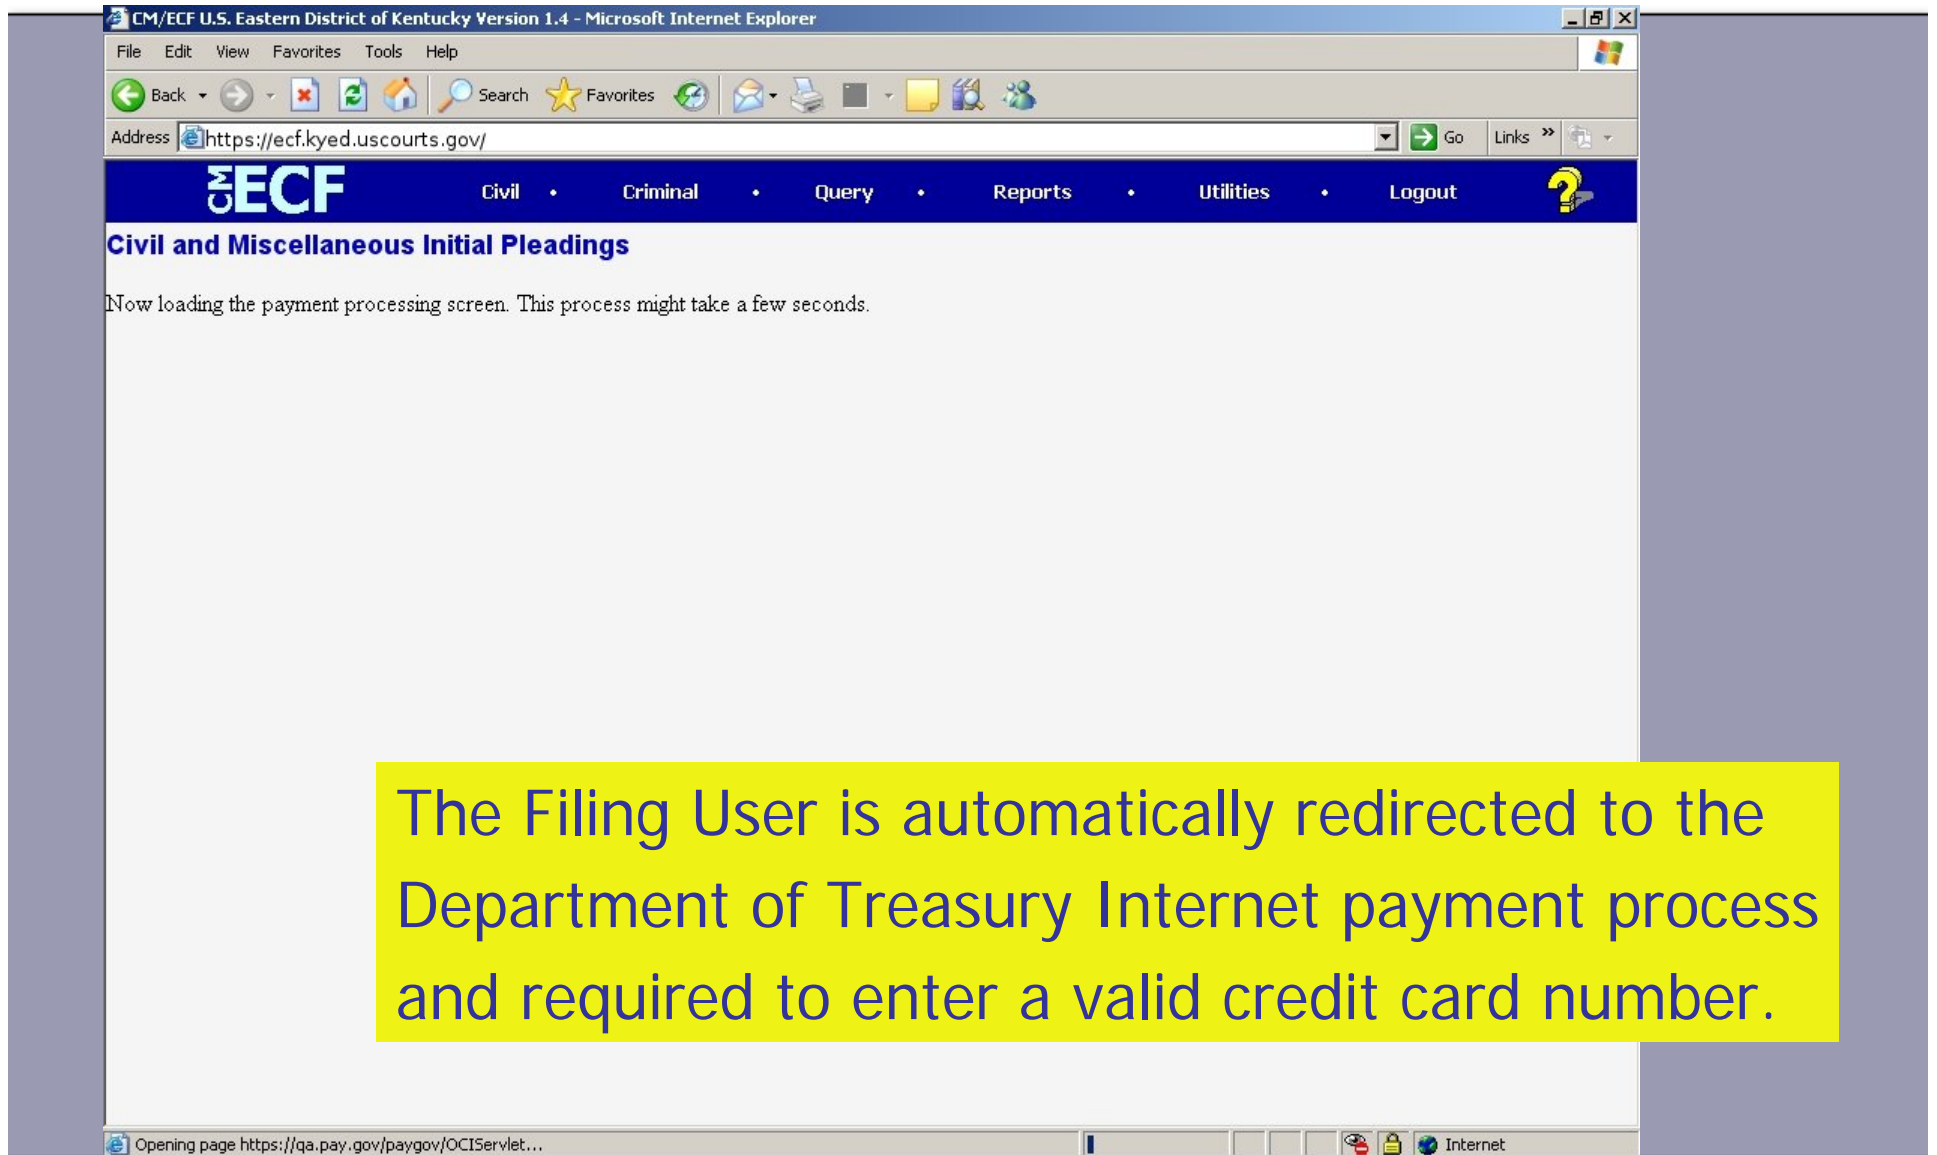 CM/ECF U.S. Eastern District of Kentucky Version 1.4 - Microsoft Internet Explorer
File Edit View Favorites Tools Help
Back Search Favorites
Address https://ecf.kyed.uscourts.gov/ Go Links »
CM ECF Civil • Criminal • Query • Reports • Utilities • Logout ?
Civil and Miscellaneous Initial Pleadings
Now loading the payment processing screen. This process might take a few seconds.
The Filing User is automatically redirected to the
Department of Treasury Internet payment process
and required to enter a valid credit card number.
Opening page https://qa.pay.gov/paygov/OCIServlet... Internet